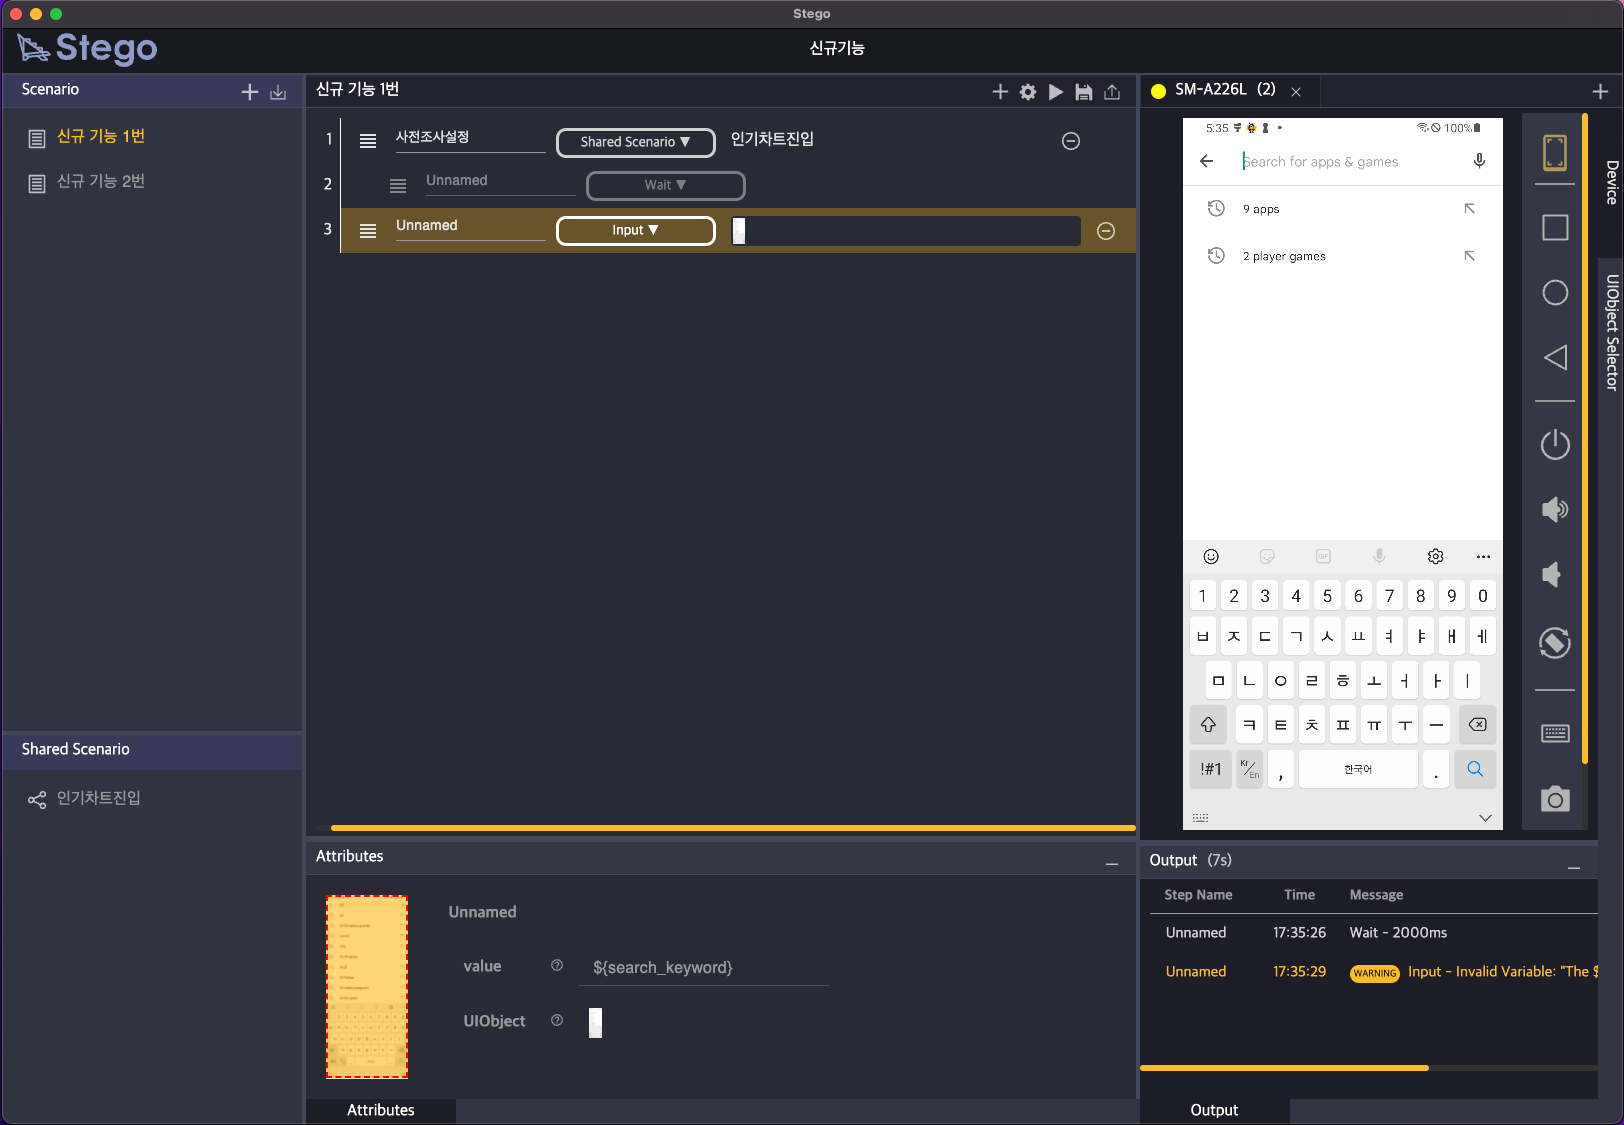 Stego
Stego
신규기능
Scenario
신규 기능 1번
신규 기능 2번
Shared Scenario
인기차트진입
신규 기능 1번
1 사전조사설정 Shared Scenario ▼ 인기차트진입
2 Unnamed Wait ▼
3 Unnamed Input ▼
Attributes
Unnamed
value ${search_keyword}
UIObject
Attributes
SM-A226L (2)
5:35 100%
Search for apps & games
9 apps
2 player games
GIF
1 2 3 4 5 6 7 8 9 0
ㅂ ㅈ ㄷ ㄱ ㅅ ㅛ ㅕ ㅑ ㅐ ㅔ
ㅁ ㄴ ㅇ ㄹ ㅎ ㅗ ㅓ ㅏ ㅣ
ㅋ ㅌ ㅊ ㅍ ㅠ ㅜ ㅡ
!#1 Kr/En , 한국어 .
Device
UIObject Selector
Output (7s)
Step Name Time Message
Unnamed 17:35:26 Wait - 2000ms
Unnamed 17:35:29 WARNING Input - Invalid Variable: "The $
Output